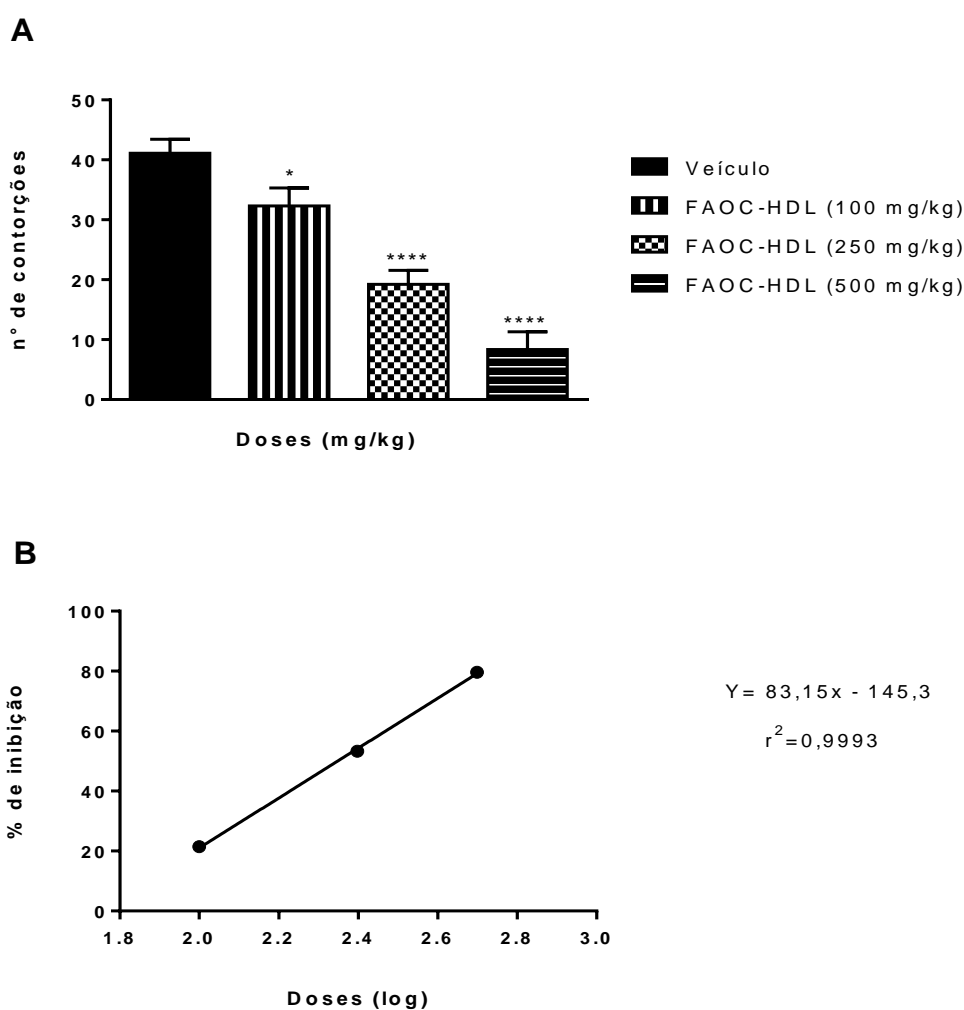 A
n° de contorções
50
40
30
20
10
0
*
****
****
Doses (mg/kg)
Veículo
FAOC-HDL (100 mg/kg)
FAOC-HDL (250 mg/kg)
FAOC-HDL (500 mg/kg)
B
% de inibição
100
80
60
40
20
0
1.8 2.0 2.2 2.4 2.6 2.8 3.0
Doses (log)
Y= 83,15x - 145,3
r²=0,9993